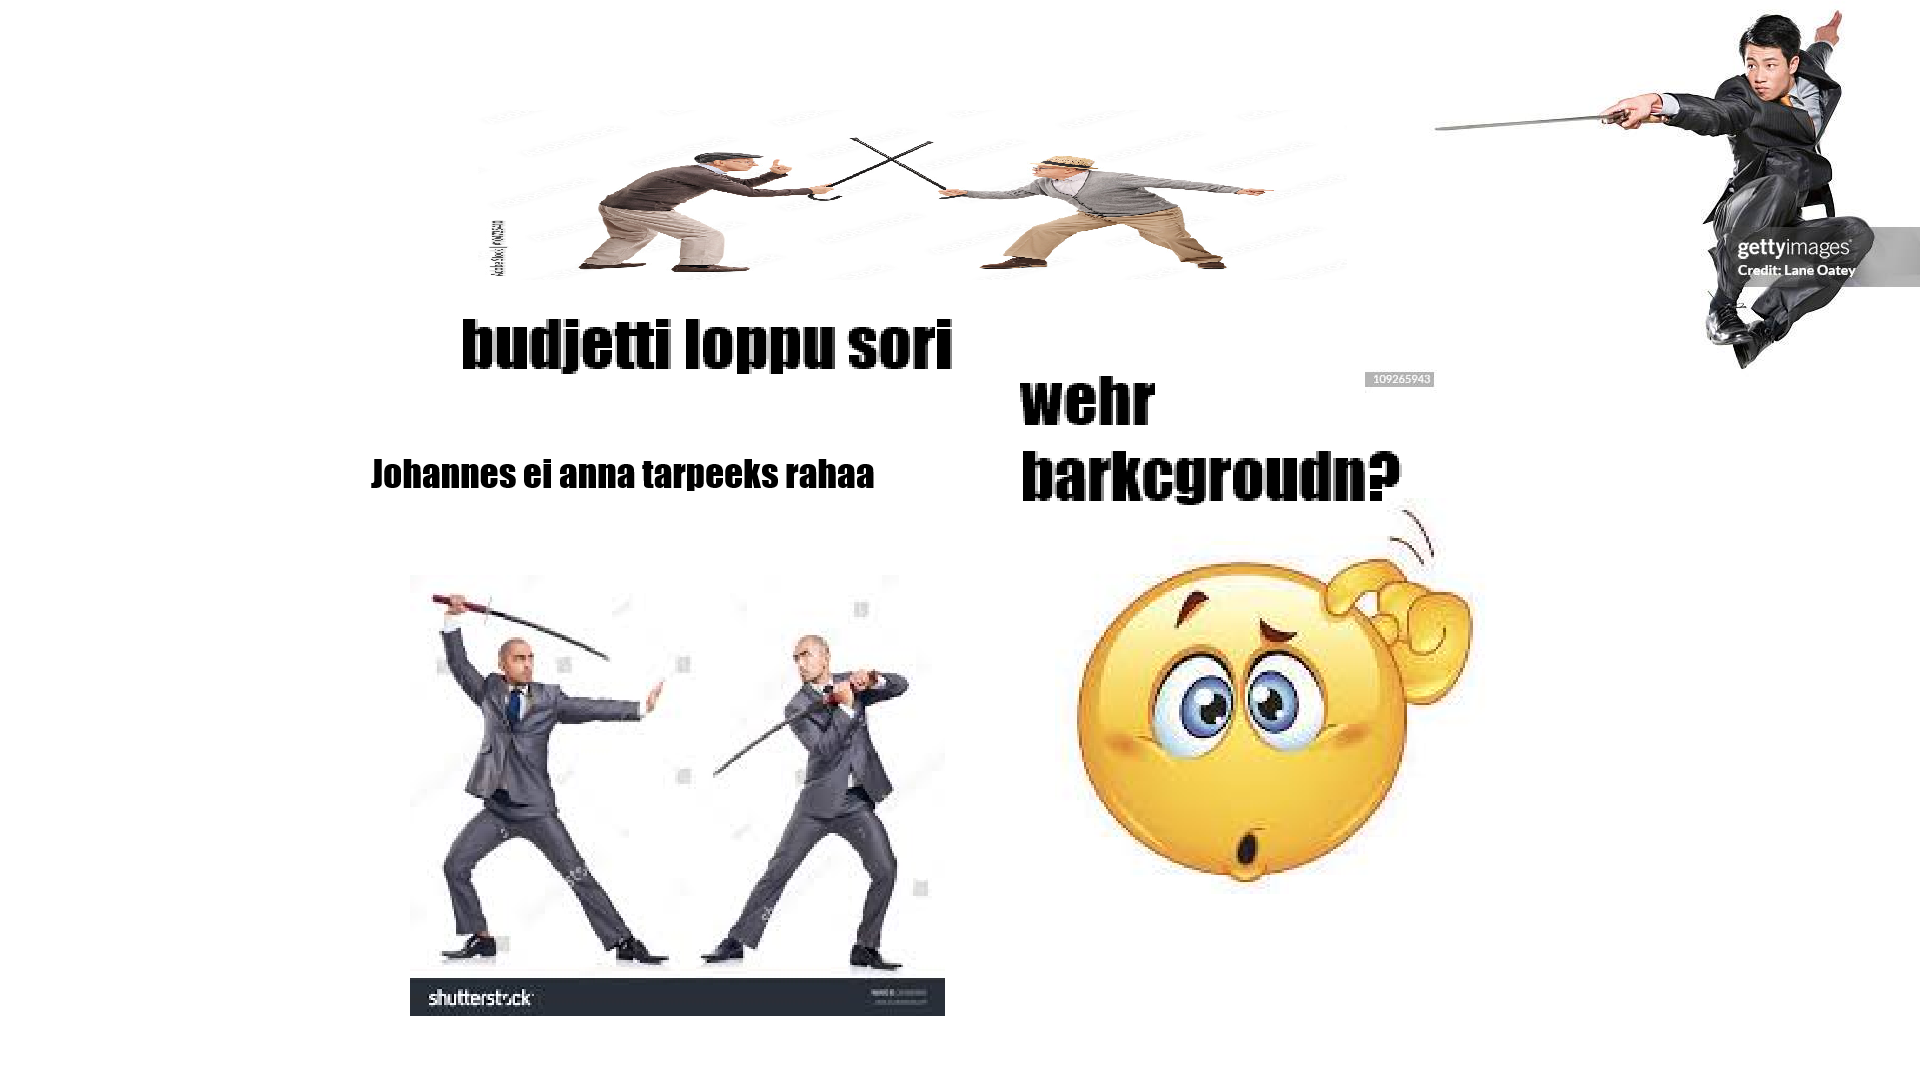 gettyimages
Credit: Lane Oatey
budjetti loppu sori
wehr
barkcgroudn?
109265943
Johannes ei anna tarpeeks rahaa
shutterstock